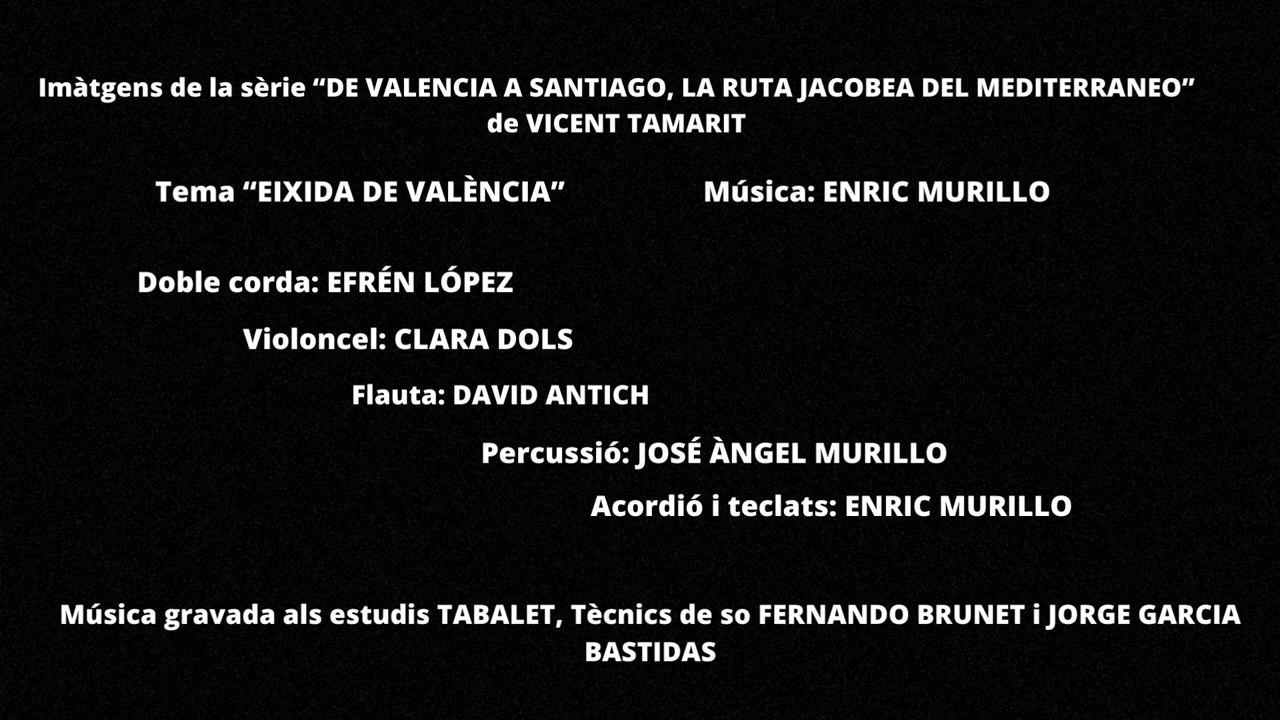 Imàtgens de la sèrie “DE VALENCIA A SANTIAGO, LA RUTA JACOBEA DEL MEDITERRANEO”
de VICENT TAMARIT
Tema “EIXIDA DE VALÈNCIA” Música: ENRIC MURILLO
Doble corda: EFRÉN LÓPEZ
Violoncel: CLARA DOLS
Flauta: DAVID ANTICH
Percussió: JOSÉ ÀNGEL MURILLO
Acordió i teclats: ENRIC MURILLO
Música gravada als estudis TABALET, Tècnics de so FERNANDO BRUNET i JORGE GARCIA
BASTIDAS